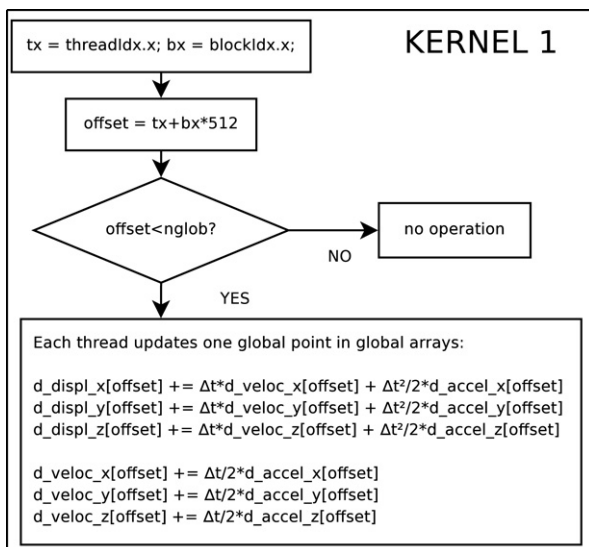 KERNEL 1
tx = threadIdx.x; bx = blockIdx.x;
offset = tx+bx*512
offset<nglob?
no operation
NO
YES
Each thread updates one global point in global arrays:
d_displ_x[offset] += Δt*d_veloc_x[offset] + Δt²/2*d_accel_x[offset]
d_displ_y[offset] += Δt*d_veloc_y[offset] + Δt²/2*d_accel_y[offset]
d_displ_z[offset] += Δt*d_veloc_z[offset] + Δt²/2*d_accel_z[offset]
d_veloc_x[offset] += Δt/2*d_accel_x[offset]
d_veloc_y[offset] += Δt/2*d_accel_y[offset]
d_veloc_z[offset] += Δt/2*d_accel_z[offset]